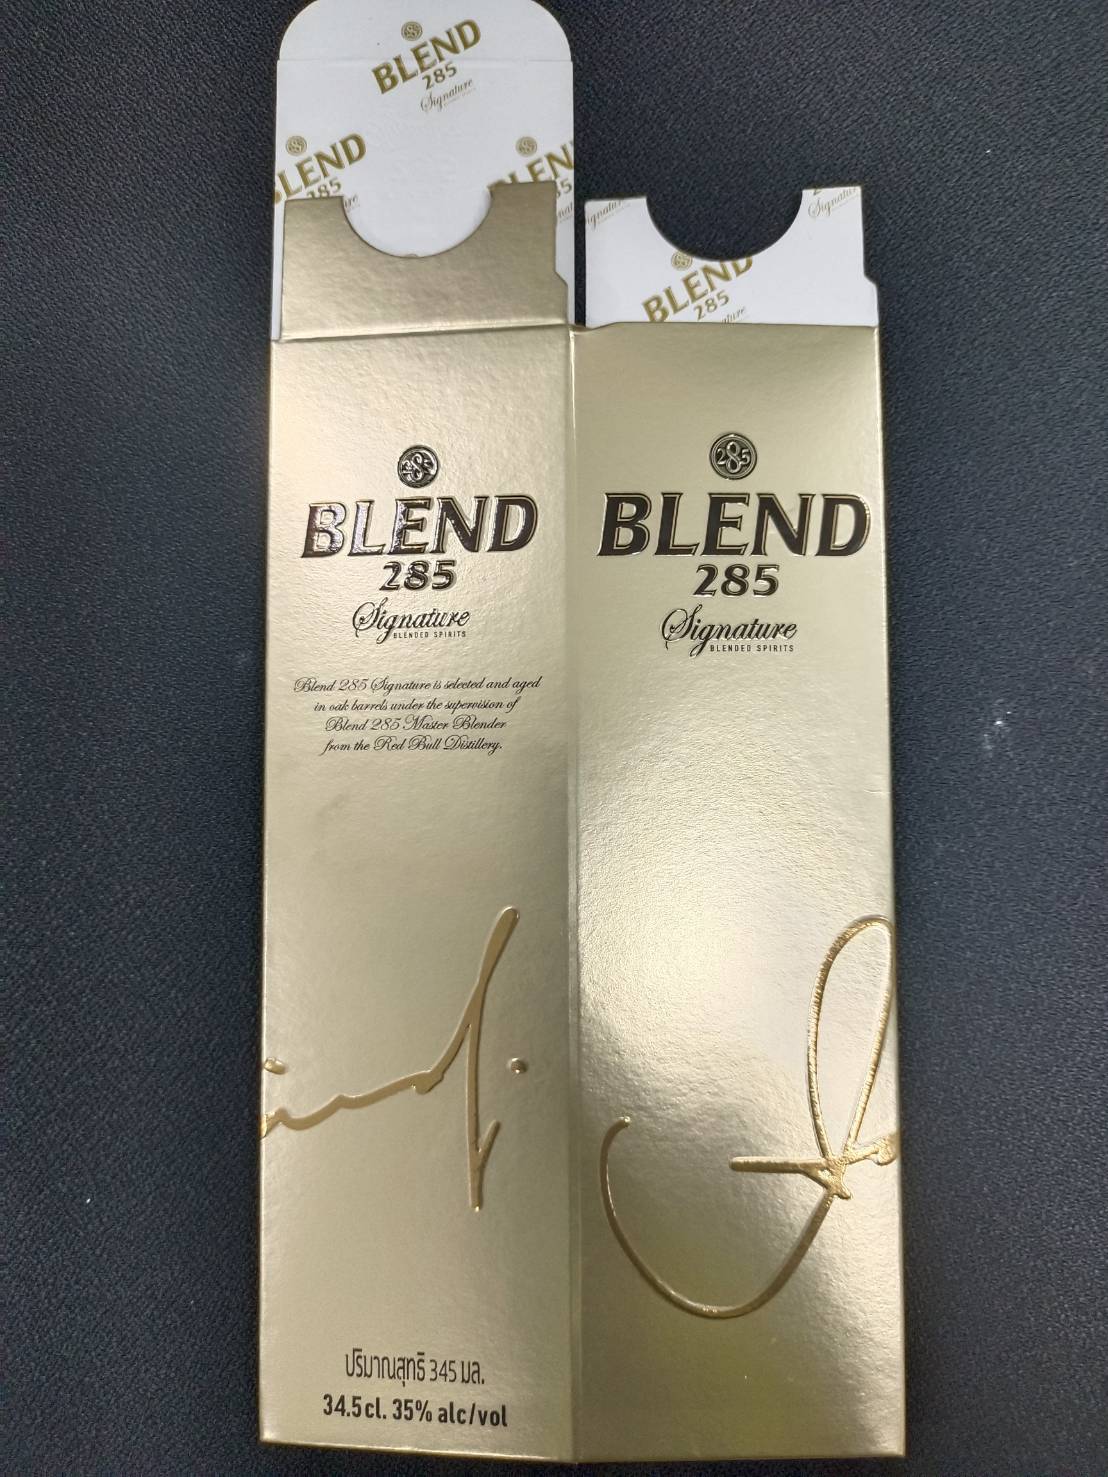 BLEND
285
Signature
BLEND
285
BLEND
285
Signature
BLEND
285
285
BLEND
285
Signature
BLENDED SPIRITS
Blend 285 Signature is selected and aged
in oak barrels under the supervision of
Blend 285 Master Blender
from the Red Bull Distillery.
ปริมาณสุทธิ 345 มล.
34.5cl. 35% alc/vol
285
BLEND
285
Signature
BLENDED SPIRITS